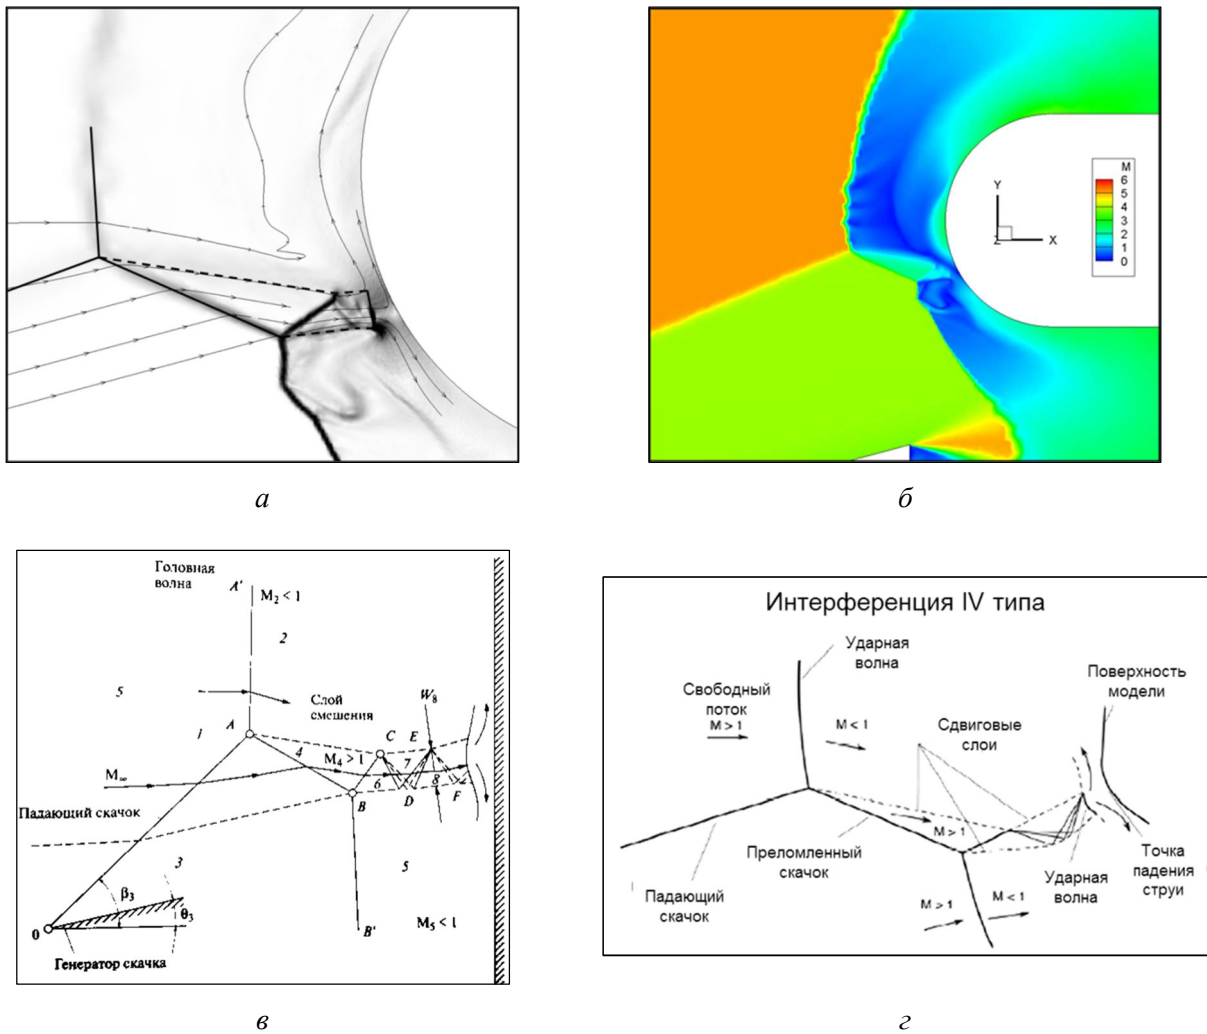 M
6
5
4
3
2
1
0
Y
Z
X
а
б
Головная
волна
A'
M₂ < 1
2
5
Слой
смешения
W₈
1
A
C
E
4
M₄ > 1
7
M∞
6
8
B
D
F
Падающий скачок
3
5
β₃
θ₃
0
B'
M₅ < 1
Генератор скачка
Интерференция IV типа
Ударная
волна
Поверхность
модели
Свободный
поток
M > 1
M < 1
Сдвиговые
слои
M > 1
Преломленный
скачок
Падающий
скачок
M > 1
M < 1
Ударная
волна
Точка
падения
струи
в
г